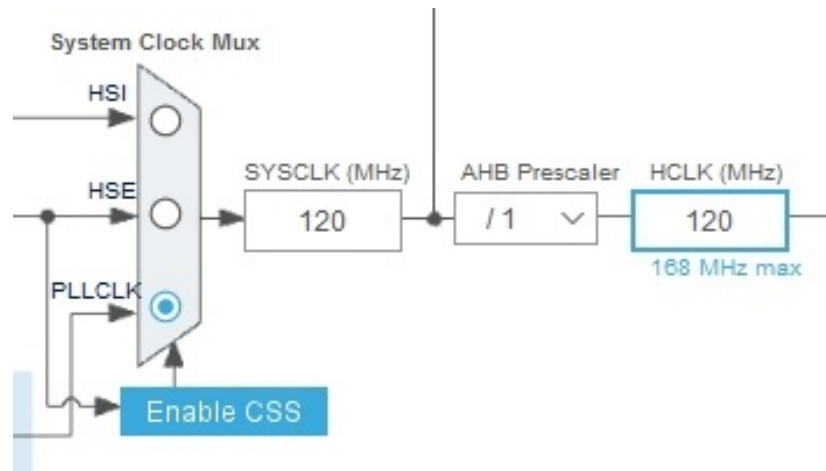 System Clock Mux
HSI
HSE
PLLCLK
SYSCLK (MHz)
120
AHB Prescaler
/ 1
HCLK (MHz)
120
168 MHz max
Enable CSS